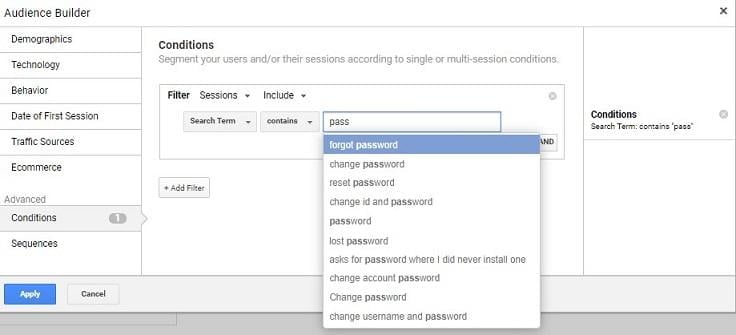 Audience Builder
×
Demographics
Technology
Behavior
Date of First Session
Traffic Sources
Ecommerce
Advanced
Conditions 1
Sequences
Conditions
Segment your users and/or their sessions according to single or multi-session conditions.
Filter Sessions Include
Search Term contains pass
AND
forgot password
change password
reset password
change id and password
password
lost password
asks for password where I did never install one
change account password
Change password
change username and password
+ Add Filter
Conditions
Search Term: contains "pass"
Apply Cancel